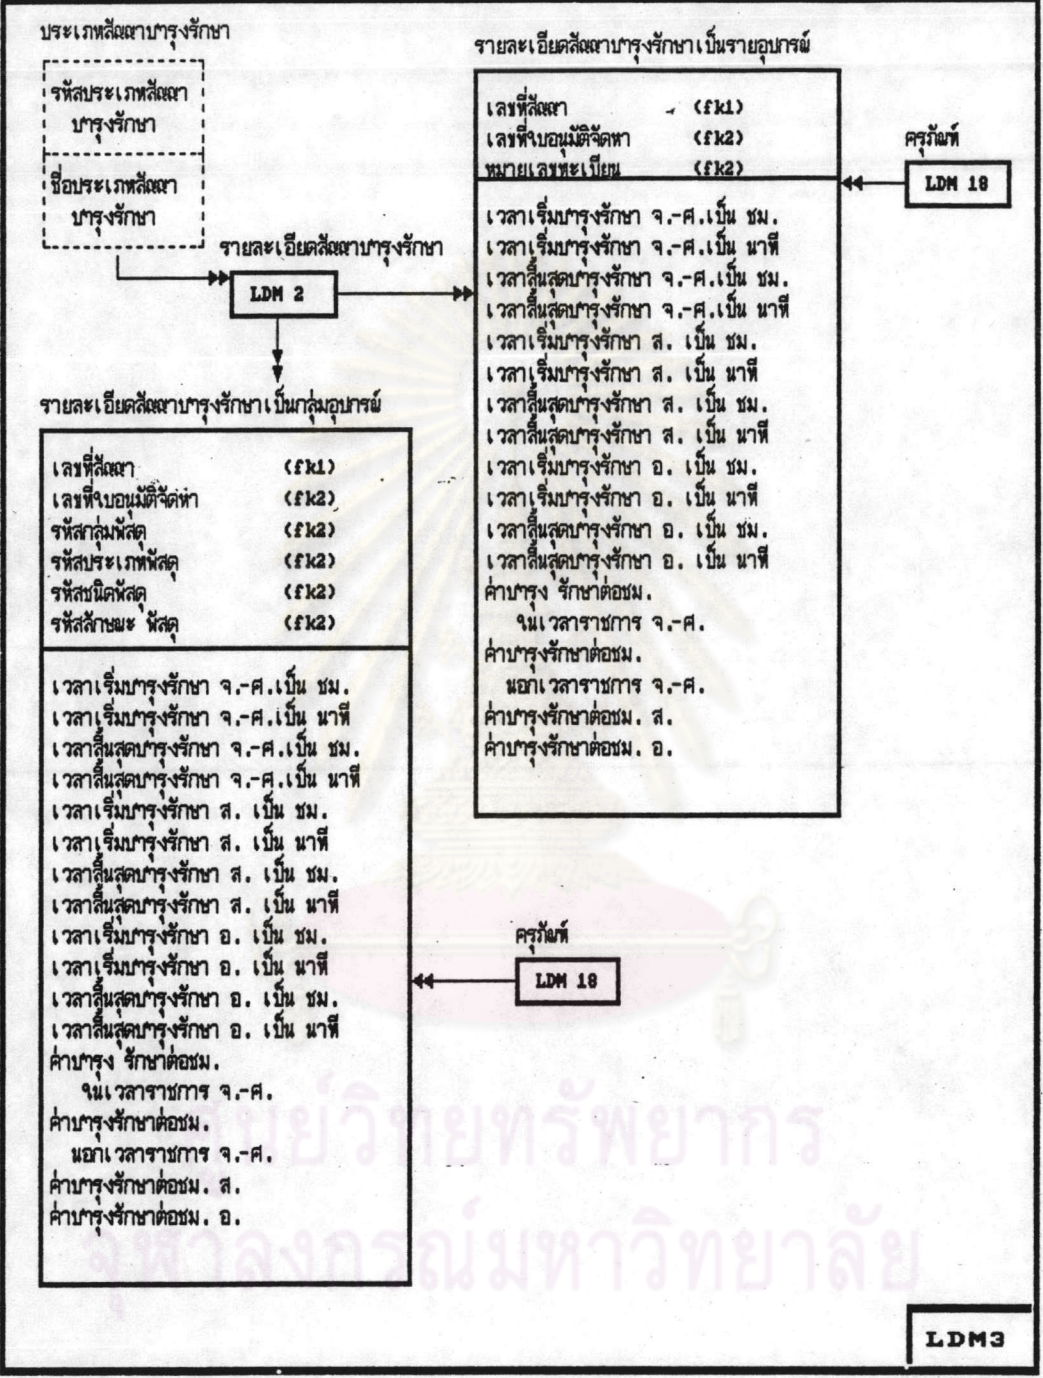 ประเภทสัญญาบำรุงรักษา
รหัสประเภทสัญญา
บำรุงรักษา
ชื่อประเภทสัญญา
บำรุงรักษา
รายละเอียดสัญญาบำรุงรักษา
LDM 2
รายละเอียดสัญญาบำรุงรักษาเป็นรายอุปกรณ์
เลขที่สัญญา (fk1)
เลขที่ใบอนุมัติจัดหา (fk2)
หมายเลขทะเบียน (fk2)
เวลาเริ่มบำรุงรักษา จ.-ศ.เป็น ชม.
เวลาเริ่มบำรุงรักษา จ.-ศ.เป็น นาที
เวลาสิ้นสุดบำรุงรักษา จ.-ศ.เป็น ชม.
เวลาสิ้นสุดบำรุงรักษา จ.-ศ.เป็น นาที
เวลาเริ่มบำรุงรักษา ส. เป็น ชม.
เวลาเริ่มบำรุงรักษา ส. เป็น นาที
เวลาสิ้นสุดบำรุงรักษา ส. เป็น ชม.
เวลาสิ้นสุดบำรุงรักษา ส. เป็น นาที
เวลาเริ่มบำรุงรักษา อ. เป็น ชม.
เวลาเริ่มบำรุงรักษา อ. เป็น นาที
เวลาสิ้นสุดบำรุงรักษา อ. เป็น ชม.
เวลาสิ้นสุดบำรุงรักษา อ. เป็น นาที
ค่าบำรุง รักษาต่อชม.
ในเวลาราชการ จ.-ศ.
ค่าบำรุงรักษาต่อชม.
นอกเวลาราชการ จ.-ศ.
ค่าบำรุงรักษาต่อชม. ส.
ค่าบำรุงรักษาต่อชม. อ.
ครุภัณฑ์
LDM 18
รายละเอียดสัญญาบำรุงรักษาเป็นกลุ่มอุปกรณ์
เลขที่สัญญา (fk1)
เลขที่ใบอนุมัติจัดหา (fk2)
รหัสกลุ่มพัสดุ (fk2)
รหัสประเภทพัสดุ (fk2)
รหัสชนิดพัสดุ (fk2)
รหัสลักษณะ พัสดุ (fk2)
เวลาเริ่มบำรุงรักษา จ.-ศ.เป็น ชม.
เวลาเริ่มบำรุงรักษา จ.-ศ.เป็น นาที
เวลาสิ้นสุดบำรุงรักษา จ.-ศ.เป็น ชม.
เวลาสิ้นสุดบำรุงรักษา จ.-ศ.เป็น นาที
เวลาเริ่มบำรุงรักษา ส. เป็น ชม.
เวลาเริ่มบำรุงรักษา ส. เป็น นาที
เวลาสิ้นสุดบำรุงรักษา ส. เป็น ชม.
เวลาสิ้นสุดบำรุงรักษา ส. เป็น นาที
เวลาเริ่มบำรุงรักษา อ. เป็น ชม.
เวลาเริ่มบำรุงรักษา อ. เป็น นาที
เวลาสิ้นสุดบำรุงรักษา อ. เป็น ชม.
เวลาสิ้นสุดบำรุงรักษา อ. เป็น นาที
ค่าบำรุง รักษาต่อชม.
ในเวลาราชการ จ.-ศ.
ค่าบำรุงรักษาต่อชม.
นอกเวลาราชการ จ.-ศ.
ค่าบำรุงรักษาต่อชม. ส.
ค่าบำรุงรักษาต่อชม. อ.
ครุภัณฑ์
LDM 18
ศูนย์วิทยทรัพยากร
จุฬาลงกรณ์มหาวิทยาลัย
LDM3